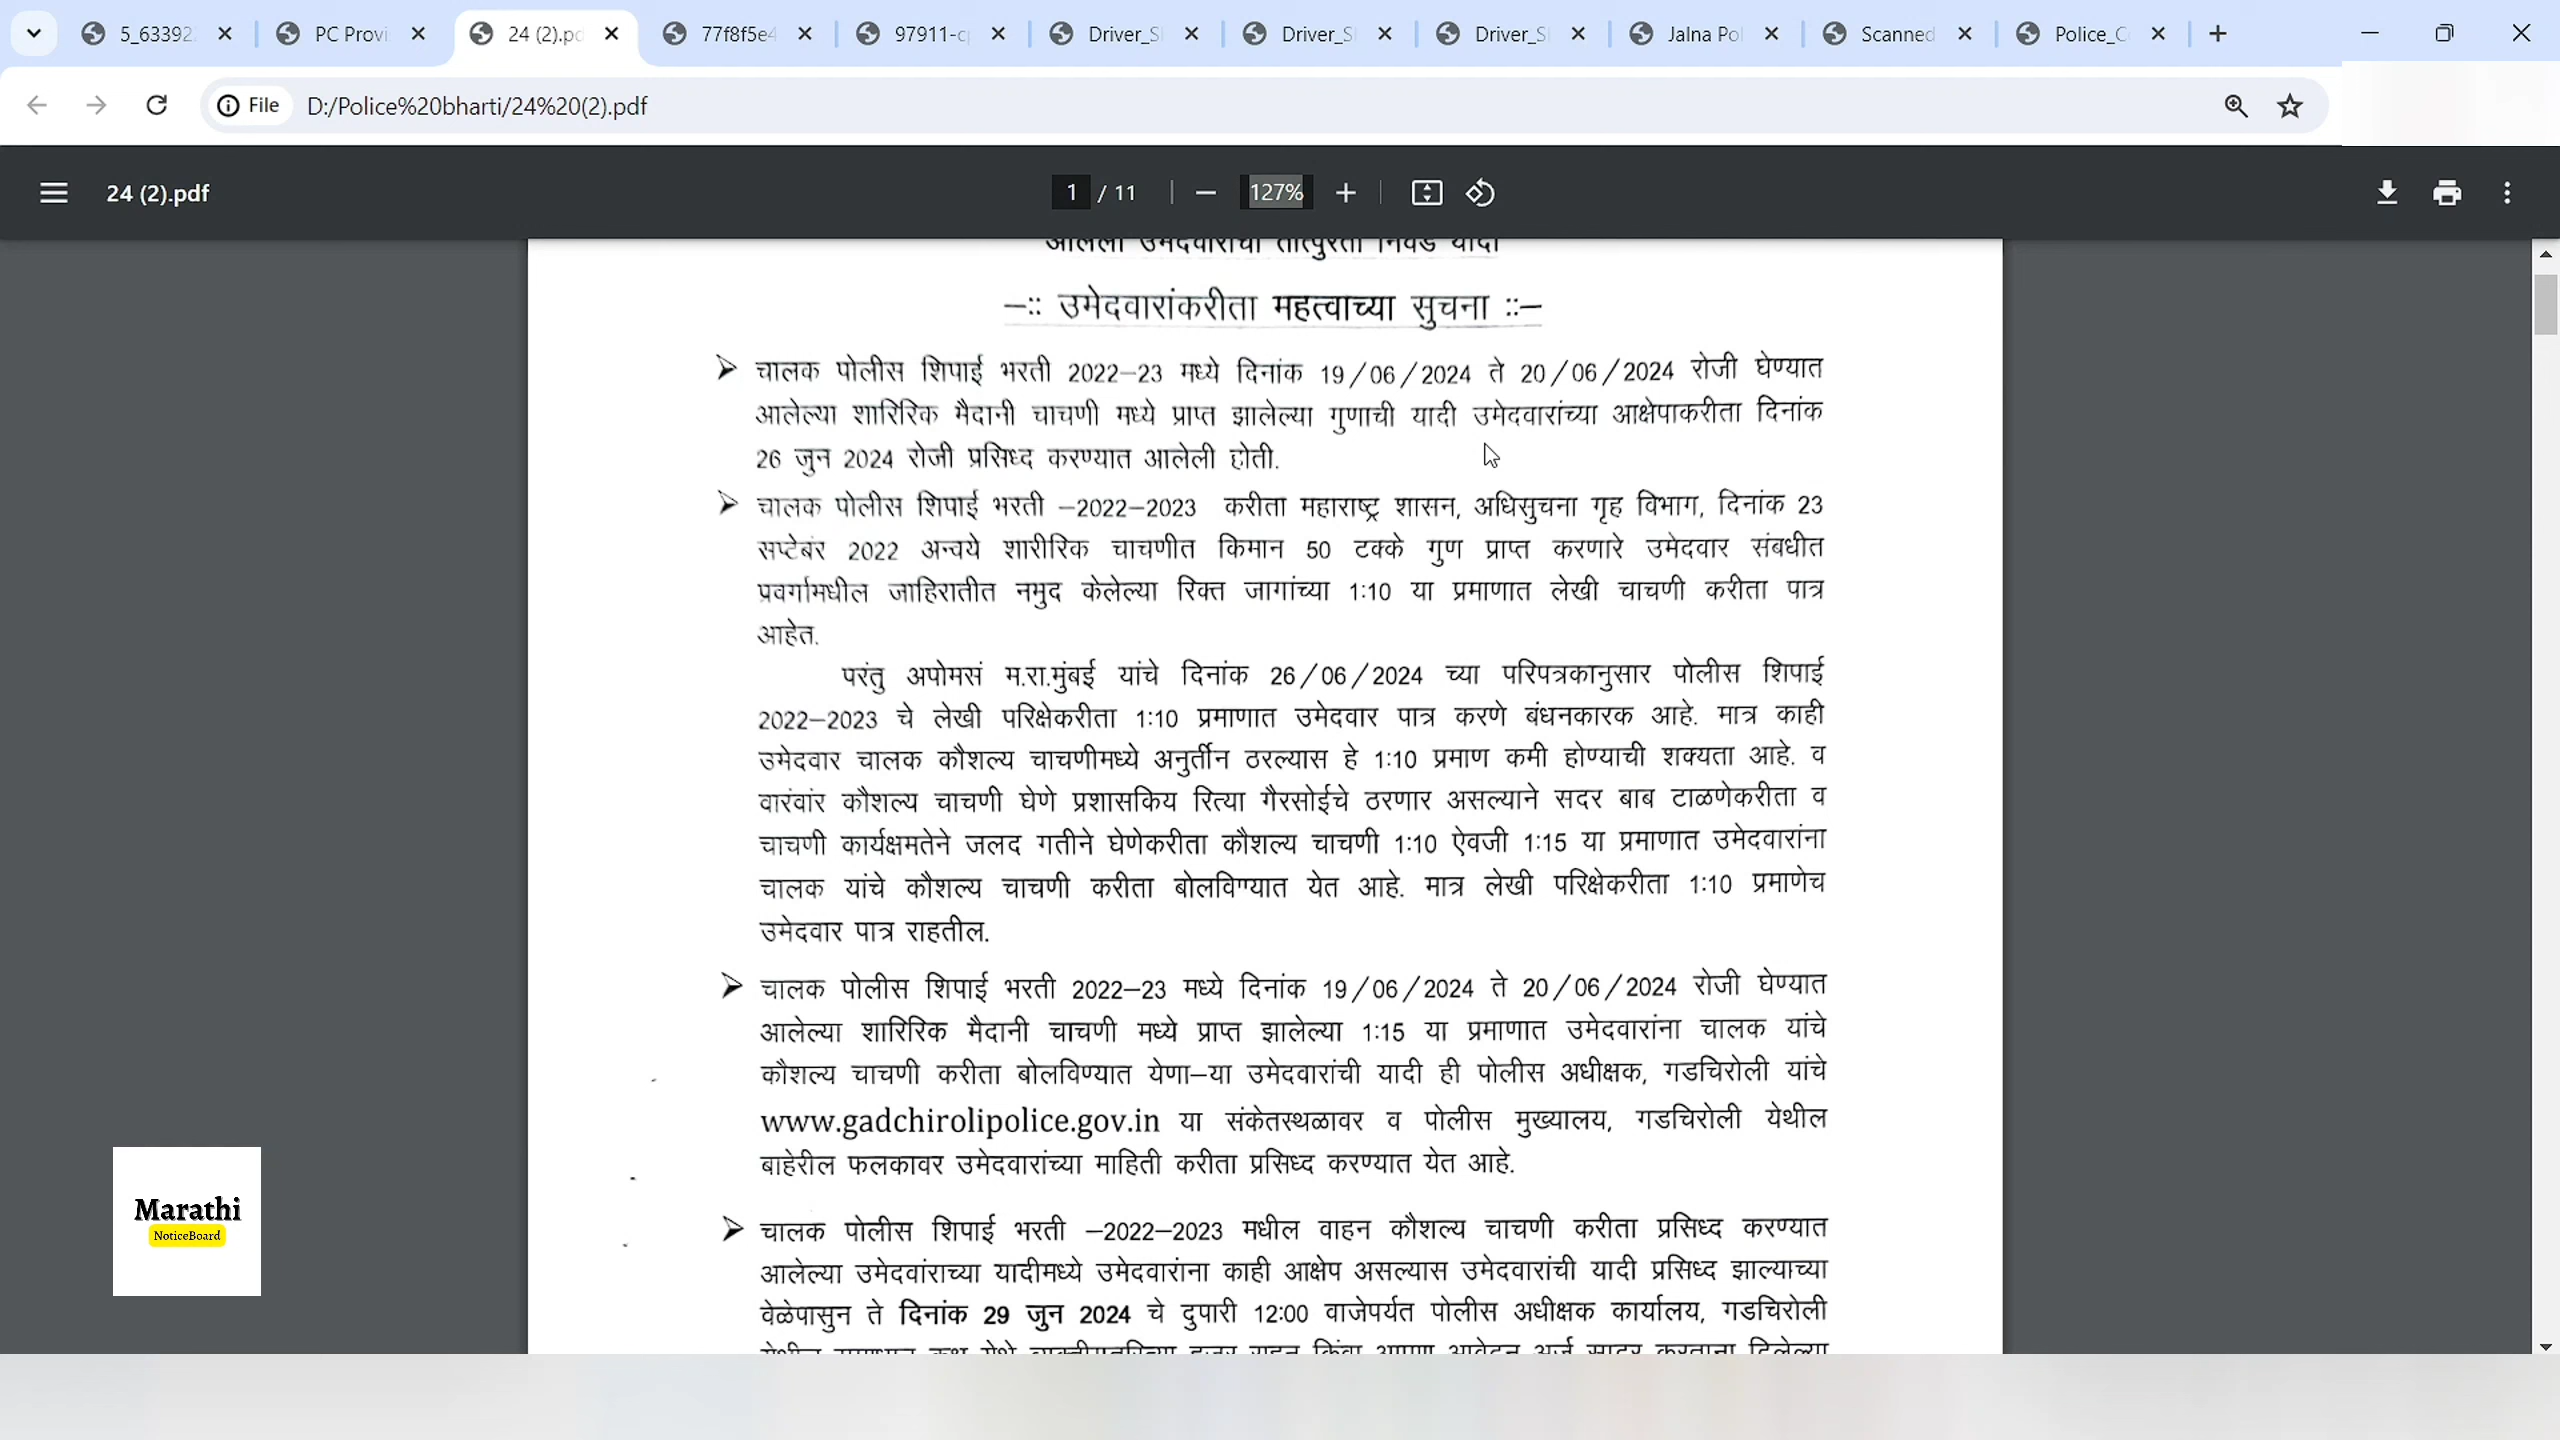 5_63392
PC Provi
24 (2).pd
77f8f5e4
97911-c
Driver_S
Driver_S
Driver_S
Jalna Pol
Scanned
Police_C
File D:/Police%20bharti/24%20(2).pdf
24 (2).pdf 1 / 11 127%
आलेली उमेदवारांची तात्पुरती निवड यादी
—:: उमेदवारांकरीता महत्वाच्या सुचना ::—
➢ चालक पोलीस शिपाई भरती 2022—23 मध्ये दिनांक 19/06/2024 ते 20/06/2024 रोजी घेण्यात
आलेल्या शारिरिक मैदानी चाचणी मध्ये प्राप्त झालेल्या गुणाची यादी उमेदवारांच्या आक्षेपाकरीता दिनांक
26 जुन 2024 रोजी प्रसिध्द करण्यात आलेली होती.
➢ चालक पोलीस शिपाई भरती —2022—2023 करीता महाराष्ट्र शासन, अधिसुचना गृह विभाग, दिनांक 23
सप्टेबंर 2022 अन्वये शारीरिक चाचणीत किमान 50 टक्के गुण प्राप्त करणारे उमेदवार संबधीत
प्रवर्गामधील जाहिरातीत नमुद केलेल्या रिक्त जागांच्या 1:10 या प्रमाणात लेखी चाचणी करीता पात्र
आहेत.
परंतु अपोमसं म.रा.मुंबई यांचे दिनांक 26/06/2024 च्या परिपत्रकानुसार पोलीस शिपाई
2022—2023 चे लेखी परिक्षेकरीता 1:10 प्रमाणात उमेदवार पात्र करणे बंधनकारक आहे. मात्र काही
उमेदवार चालक कौशल्य चाचणीमध्ये अनुर्तीन ठरल्यास हे 1:10 प्रमाण कमी होण्याची शक्यता आहे. व
वारंवांर कौशल्य चाचणी घेणे प्रशासकिय रित्या गैरसोईचे ठरणार असल्याने सदर बाब टाळणेकरीता व
चाचणी कार्यक्षमतेने जलद गतीने घेणेकरीता कौशल्य चाचणी 1:10 ऐवजी 1:15 या प्रमाणात उमेदवारांना
चालक यांचे कौशल्य चाचणी करीता बोलविण्यात येत आहे. मात्र लेखी परिक्षेकरीता 1:10 प्रमाणेच
उमेदवार पात्र राहतील.
➢ चालक पोलीस शिपाई भरती 2022—23 मध्ये दिनांक 19/06/2024 ते 20/06/2024 रोजी घेण्यात
आलेल्या शारिरिक मैदानी चाचणी मध्ये प्राप्त झालेल्या 1:15 या प्रमाणात उमेदवारांना चालक यांचे
कौशल्य चाचणी करीता बोलविण्यात येणा—या उमेदवारांची यादी ही पोलीस अधीक्षक, गडचिरोली यांचे
www.gadchirolipolice.gov.in या संकेतस्थळावर व पोलीस मुख्यालय, गडचिरोली येथील
बाहेरील फलकावर उमेदवारांच्या माहिती करीता प्रसिध्द करण्यात येत आहे.
➢ चालक पोलीस शिपाई भरती —2022—2023 मधील वाहन कौशल्य चाचणी करीता प्रसिध्द करण्यात
आलेल्या उमेदवांराच्या यादीमध्ये उमेदवारांना काही आक्षेप असल्यास उमेदवारांची यादी प्रसिध्द झाल्याच्या
वेळेपासुन ते दिनांक 29 जुन 2024 चे दुपारी 12:00 वाजेपर्यत पोलीस अधीक्षक कार्यालय, गडचिरोली
Marathi
NoticeBoard